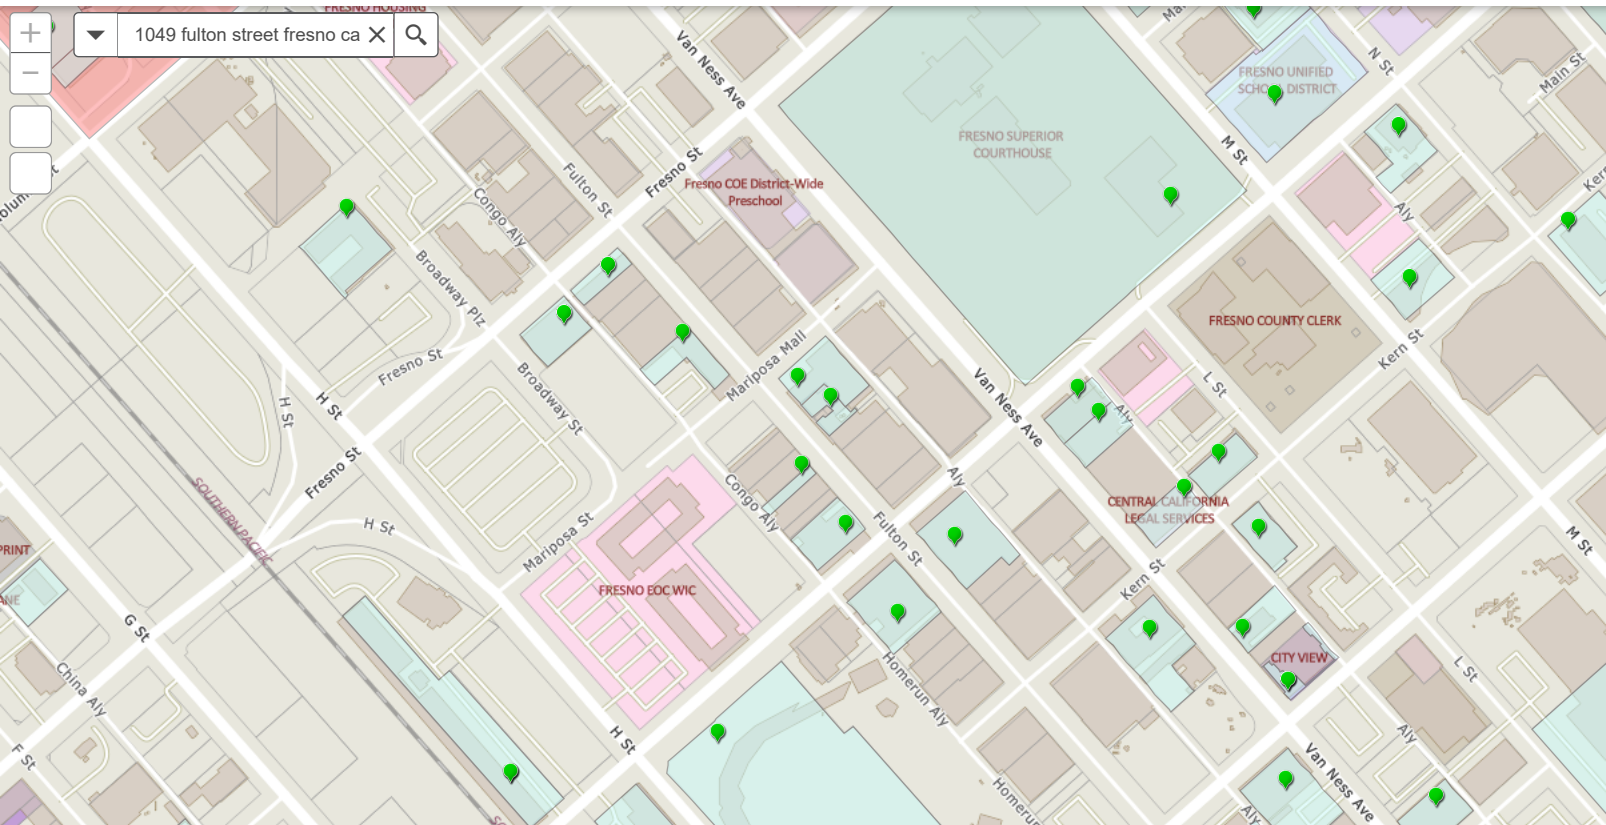 FRESNO HOUSING
+
1049 fulton street fresno ca
−
Van Ness Ave
N St
Main St
FRESNO UNIFIED
SCHOOL DISTRICT
FRESNO SUPERIOR
COURTHOUSE
M St
Fresno St
Fulton St
Congo Aly
Fresno COE District-Wide
Preschool
Aly
Broadway Plz
FRESNO COUNTY CLERK
Kern St
Fresno St
Mariposa Mall
Broadway St
H St
H St
L St
Van Ness Ave
Aly
Fresno St
SOUTHERN PACIFIC
Congo Aly
Aly
CENTRAL CALIFORNIA
LEGAL SERVICES
H St
Mariposa St
Fulton St
M St
PRINT
FRESNO EOC WIC
Kern St
ANE
G St
China Aly
Homerun Aly
CITY VIEW
L St
F St
H St
Aly
Van Ness Ave
Aly